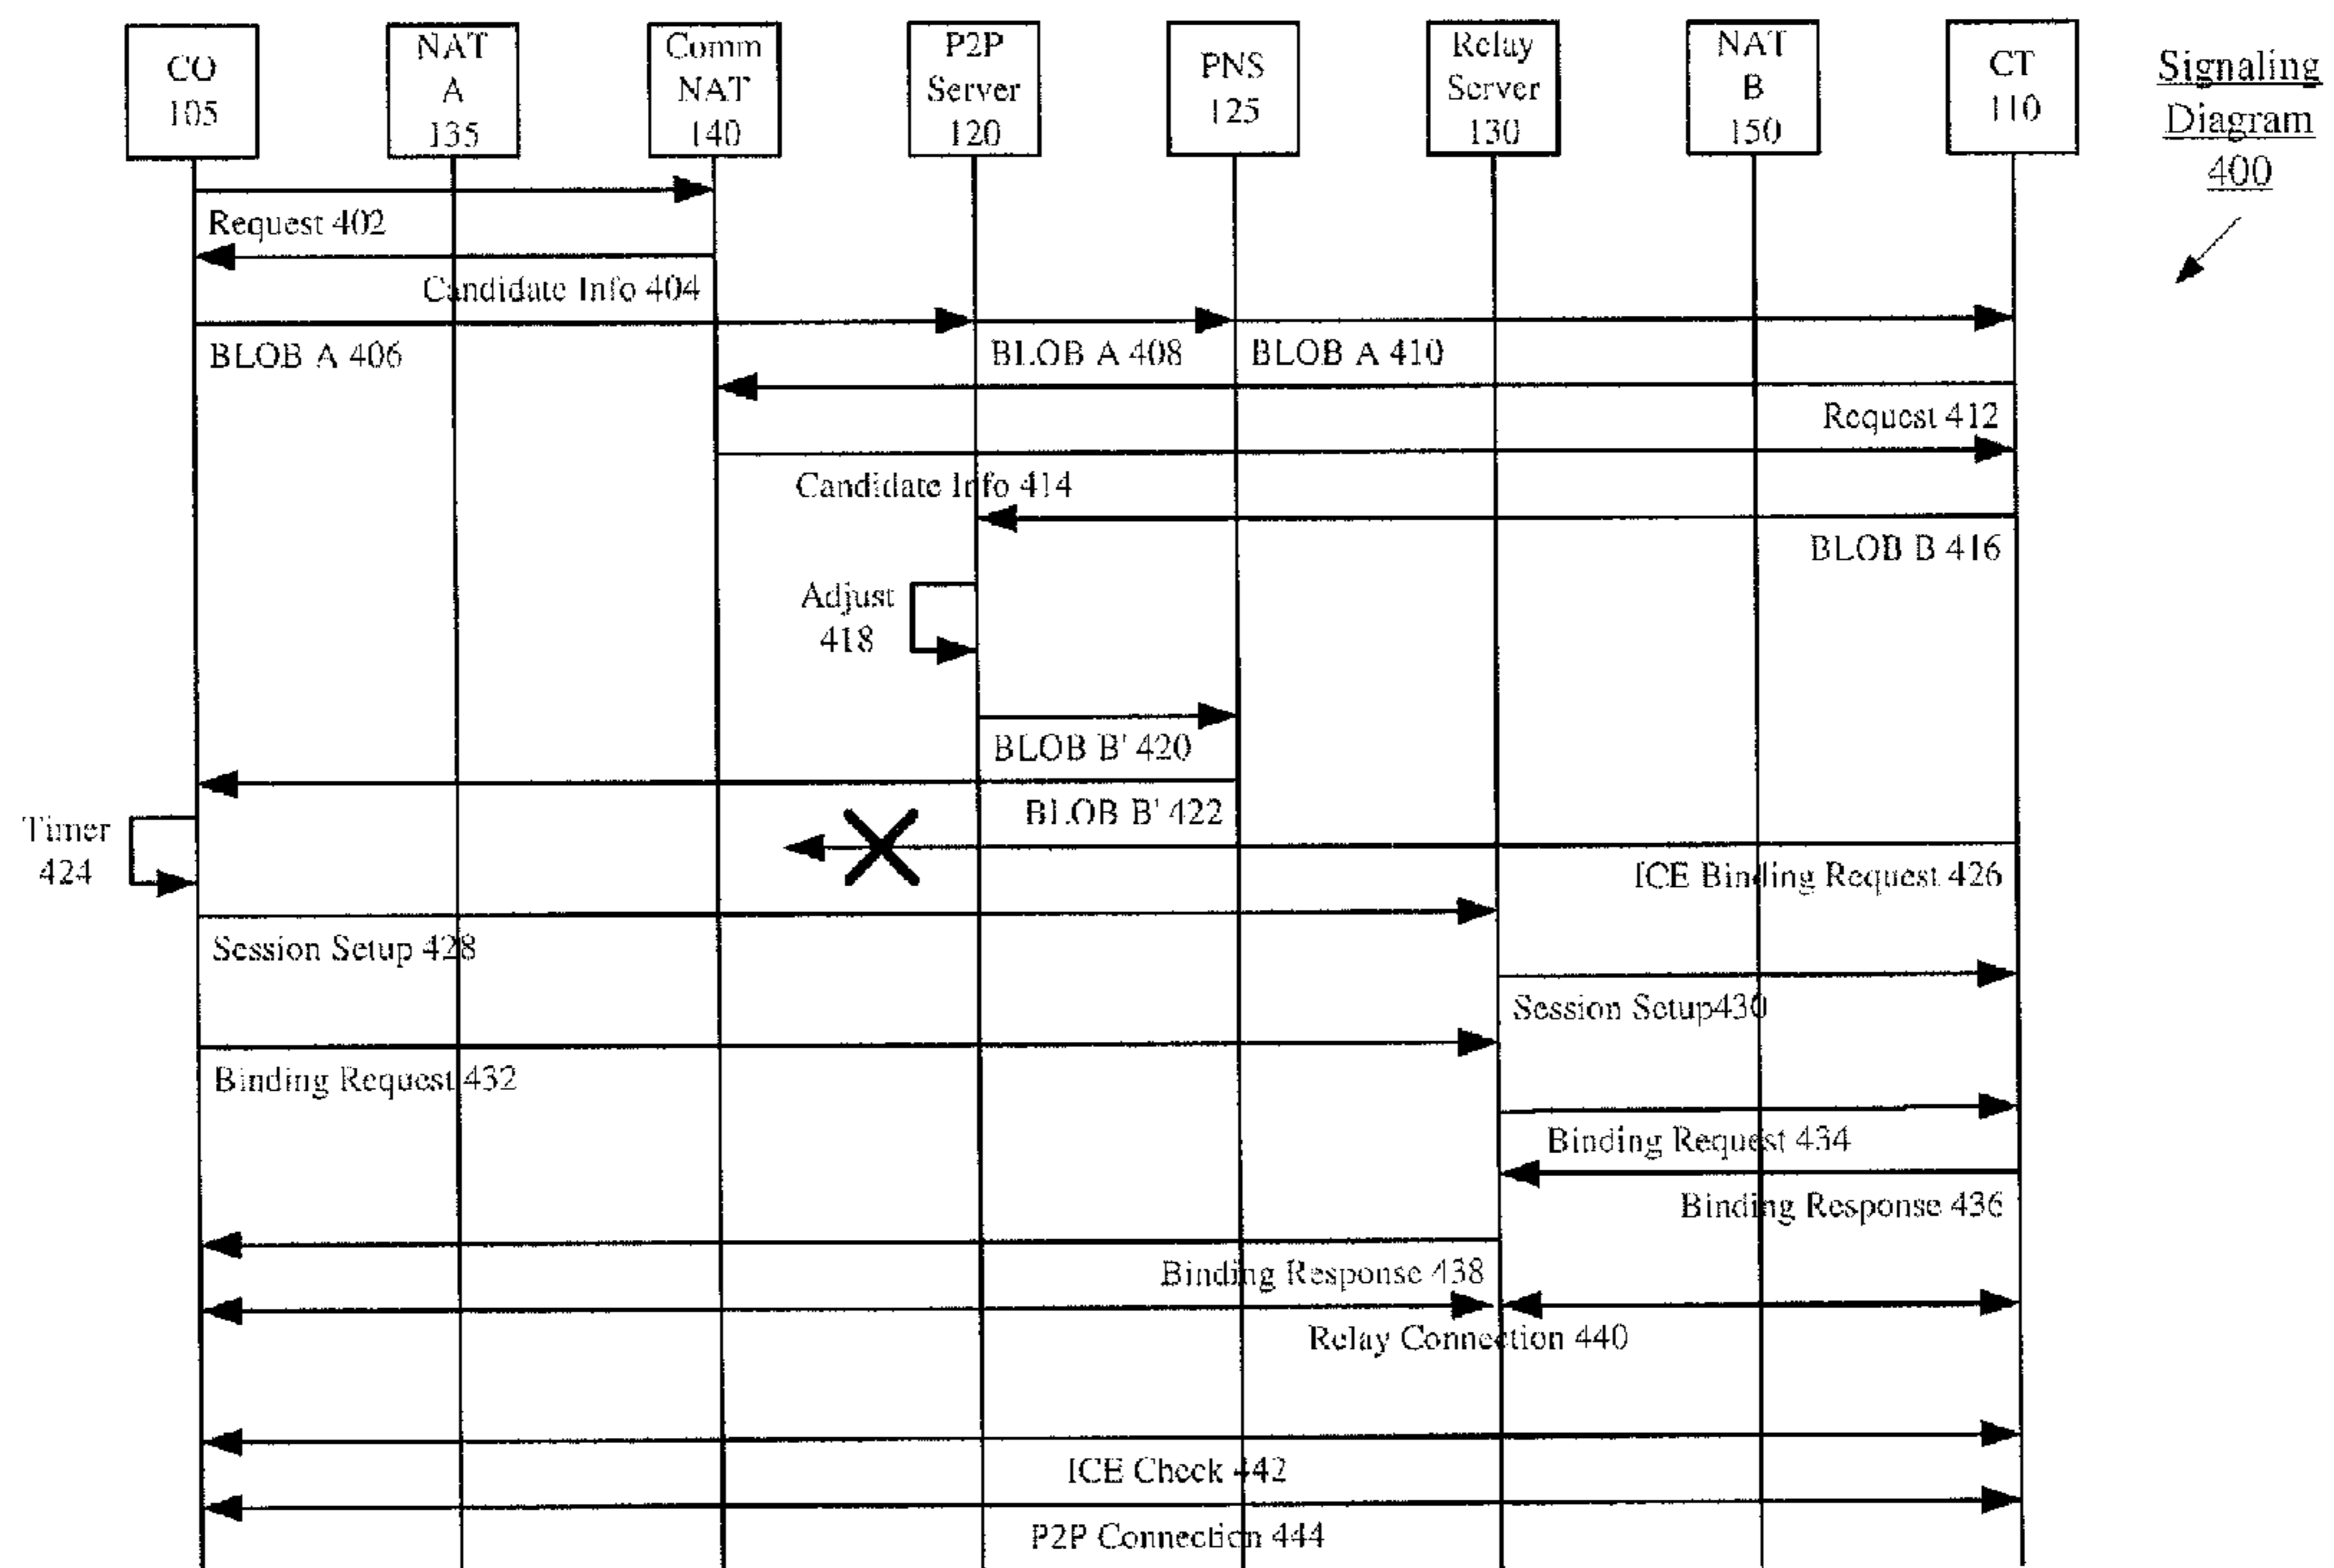 CO
105
NAT
A
135
Comm
NAT
140
P2P
Server
120
PNS
125
Relay
Server
130
NAT
B
150
CT
110
Signaling
Diagram
400
Request 402
Candidate Info 404
BLOB A 406
BLOB A 408
BLOB A 410
Request 412
Candidate Info 414
BLOB B 416
Adjust
418
BLOB B' 420
BLOB B' 422
Timer
424
ICE Binding Request 426
Session Setup 428
Session Setup430
Binding Request 432
Binding Request 434
Binding Response 436
Binding Response 438
Relay Connection 440
ICE Check 442
P2P Connection 444